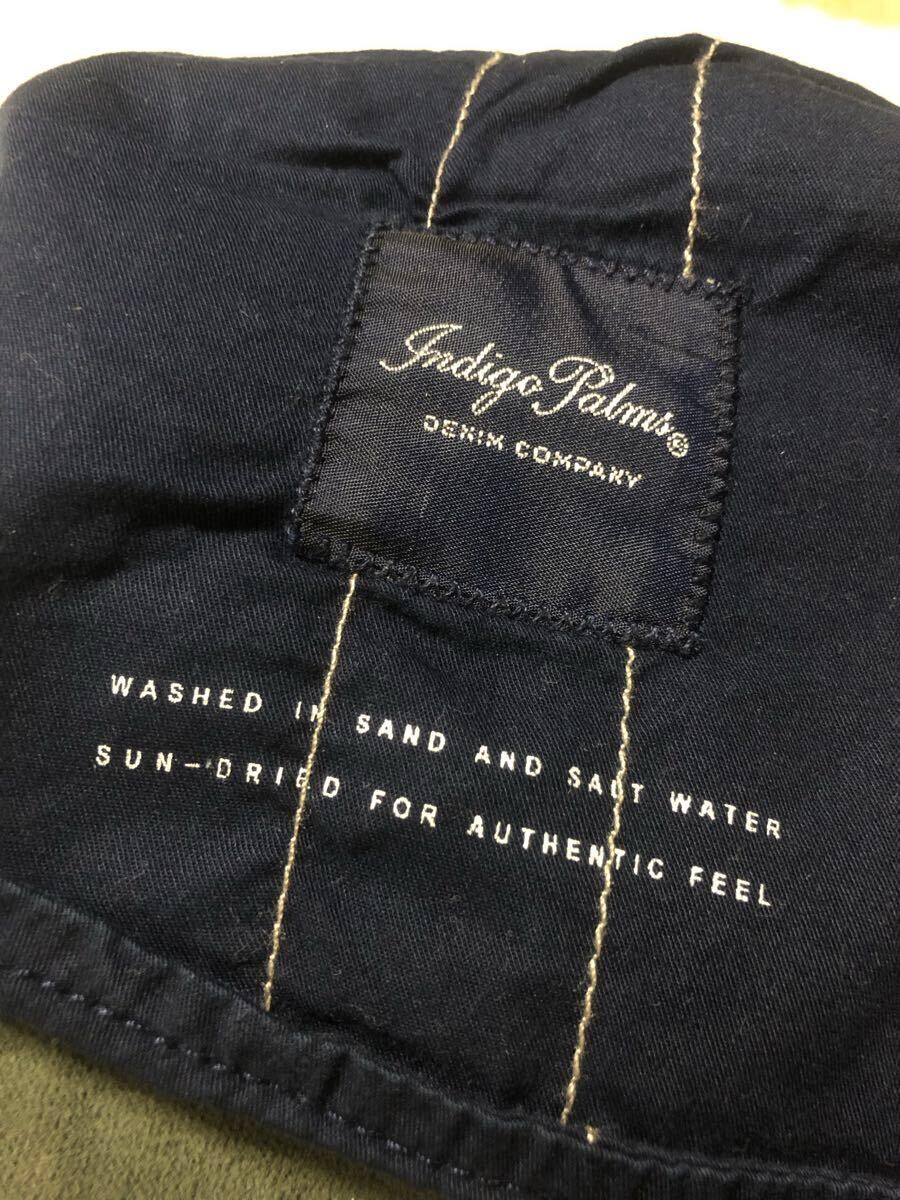 Indigo Palms®
DENIM COMPANY
WASHED IN SAND AND SALT WATER
SUN-DRIED FOR AUTHENTIC FEEL